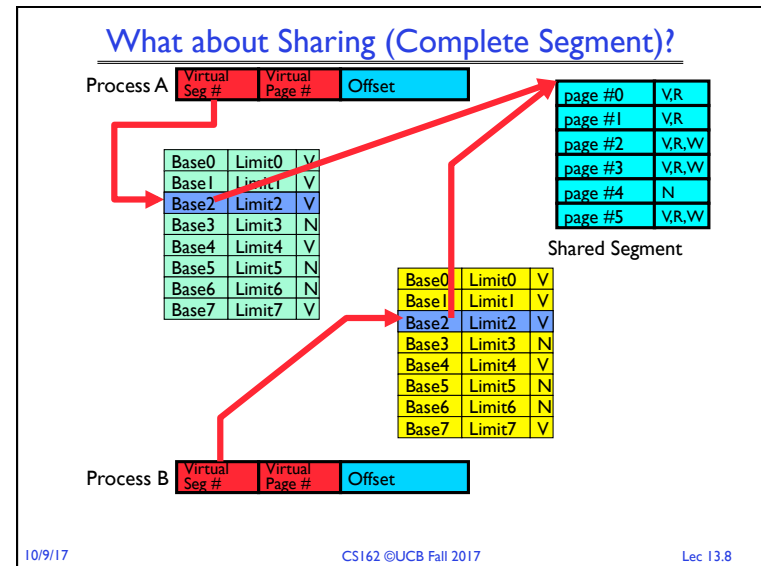 What about Sharing (Complete Segment)?
Process A
Virtual Seg #
Virtual Page #
Offset
page #0 V,R
page #1 V,R
page #2 V,R,W
page #3 V,R,W
page #4 N
page #5 V,R,W
Shared Segment
Base0 Limit0 V
Base1 Limit1 V
Base2 Limit2 V
Base3 Limit3 N
Base4 Limit4 V
Base5 Limit5 N
Base6 Limit6 N
Base7 Limit7 V
Base0 Limit0 V
Base1 Limit1 V
Base2 Limit2 V
Base3 Limit3 N
Base4 Limit4 V
Base5 Limit5 N
Base6 Limit6 N
Base7 Limit7 V
Process B
Virtual Seg #
Virtual Page #
Offset
10/9/17 CS162 ©UCB Fall 2017 Lec 13.8